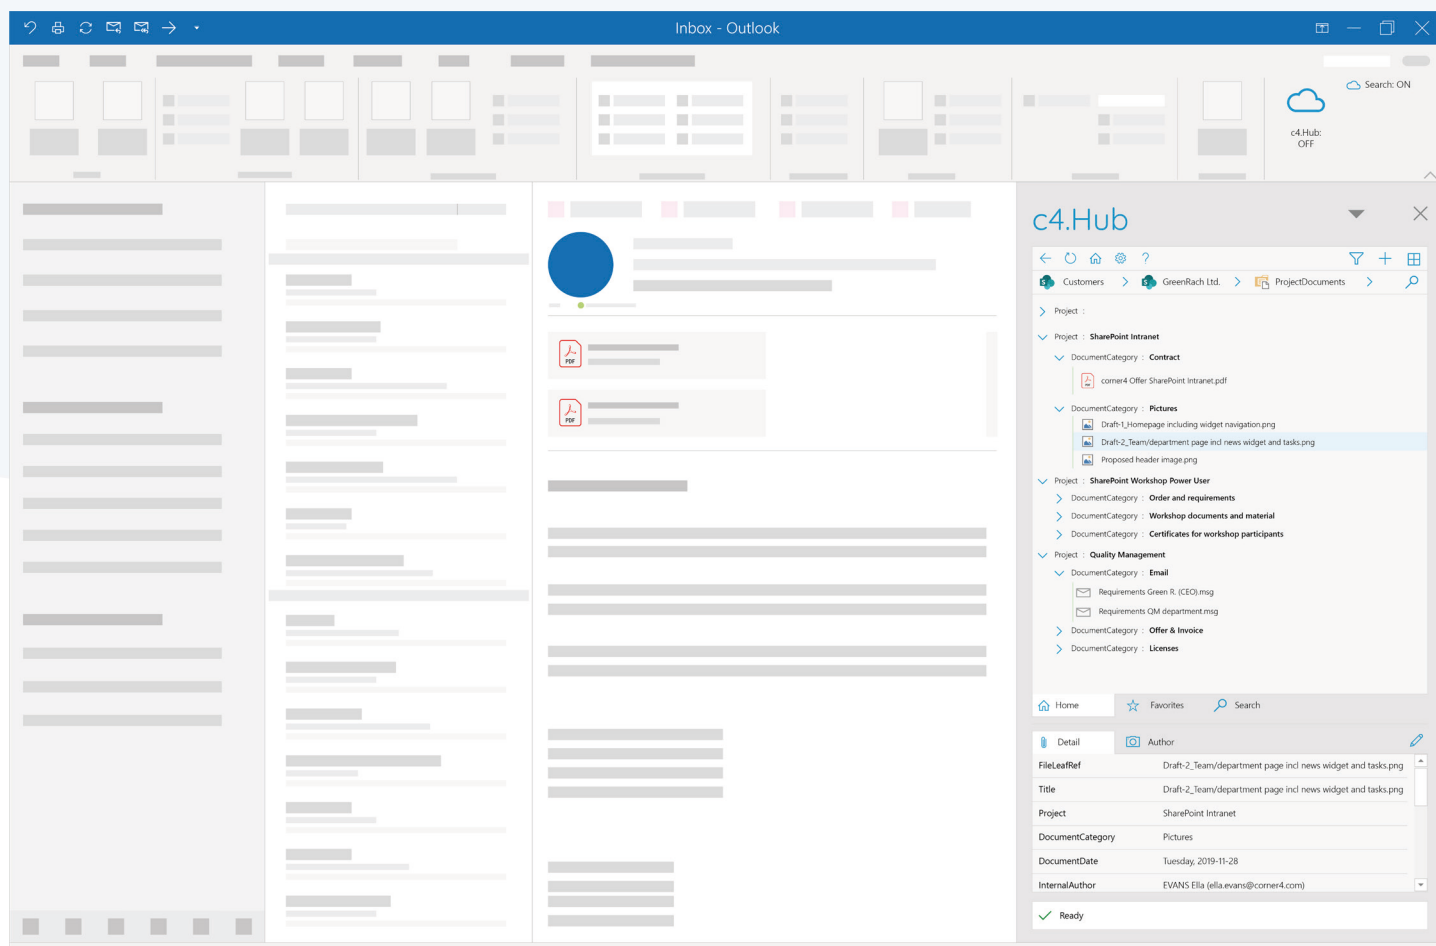 Inbox - Outlook
Search: ON
c4.Hub:
OFF
c4.Hub
Customers
GreenRach Ltd.
ProjectDocuments
Project :
Project : SharePoint Intranet
DocumentCategory : Contract
corner4 Offer SharePoint Intranet.pdf
DocumentCategory : Pictures
Draft-1_Homepage including widget navigation.png
Draft-2_Team/department page incl news widget and tasks.png
Proposed header image.png
Project : SharePoint Workshop Power User
DocumentCategory : Order and requirements
DocumentCategory : Workshop documents and material
DocumentCategory : Certificates for workshop participants
Project : Quality Management
DocumentCategory : Email
Requirements Green R. (CEO).msg
Requirements QM department.msg
DocumentCategory : Offer & Invoice
DocumentCategory : Licenses
Home
Favorites
Search
Detail
Author
FileLeafRef Draft-2_Team/department page incl news widget and tasks.png
Title Draft-2_Team/department page incl news widget and tasks.png
Project SharePoint Intranet
DocumentCategory Pictures
DocumentDate Tuesday, 2019-11-28
InternalAuthor EVANS Ella (ella.evans@corner4.com)
Ready
PDF
PDF